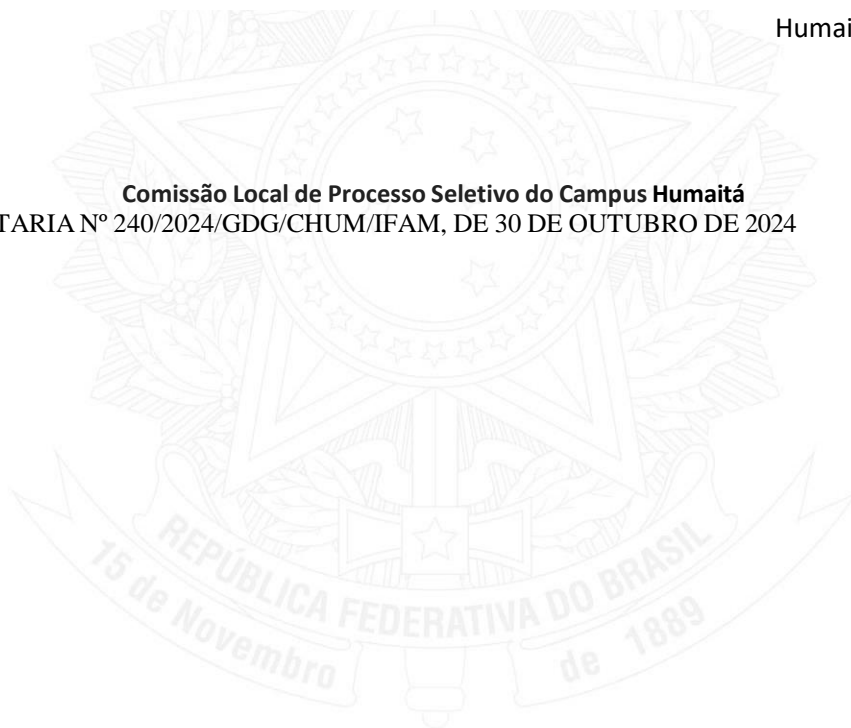 Humai
Comissão Local de Processo Seletivo do Campus Humaitá
TARIA Nº 240/2024/GDG/CHUM/IFAM, DE 30 DE OUTUBRO DE 2024
REPÚBLICA FEDERATIVA DO BRASIL
15 de Novembro de 1889